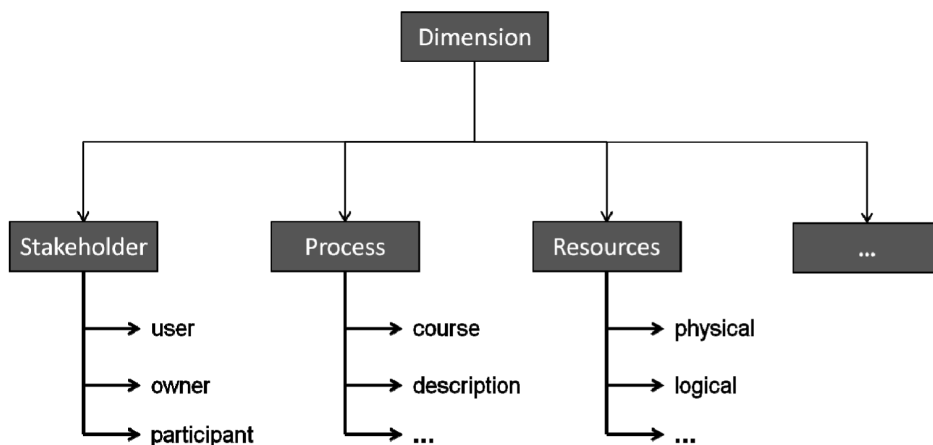 Dimension
Stakeholder
Process
Resources
...
user
course
physical
owner
description
logical
participant
...
...